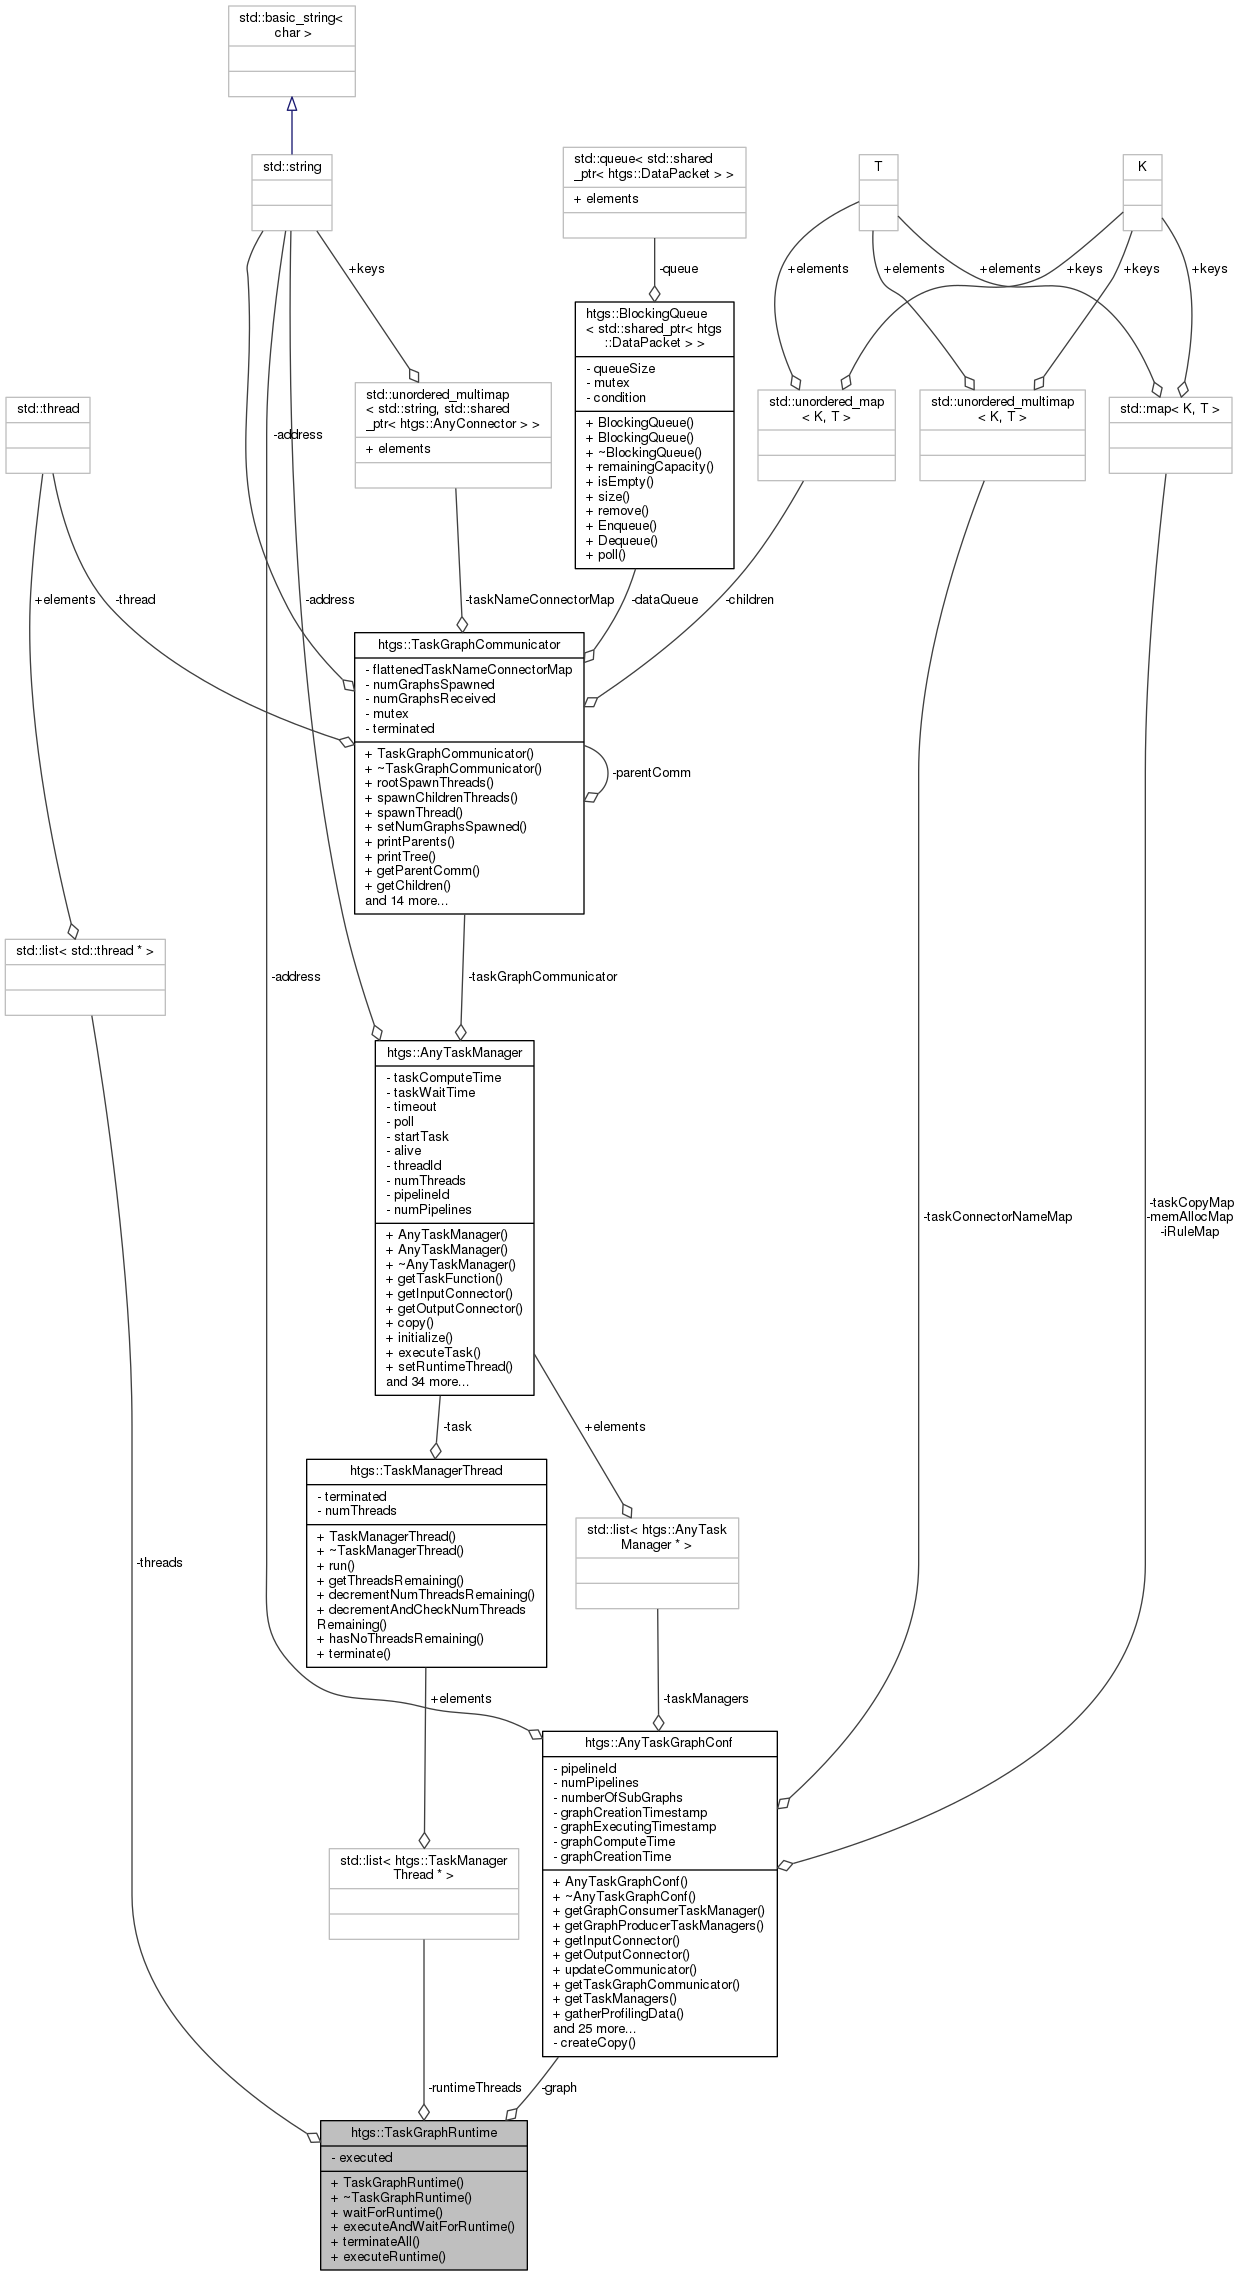 std::basic_string<
char >
std::string
std::queue< std::shared
_ptr< htgs::DataPacket > >
+ elements
T
K
+keys
-queue
+elements
+elements
+elements
+keys
+keys
+keys
htgs::BlockingQueue
< std::shared_ptr< htgs
::DataPacket > >
- queueSize
- mutex
- condition
+ BlockingQueue()
+ BlockingQueue()
+ ~BlockingQueue()
+ remainingCapacity()
+ isEmpty()
+ size()
+ remove()
+ Enqueue()
+ Dequeue()
+ poll()
std::thread
-address
std::unordered_multimap
< std::string, std::shared
_ptr< htgs::AnyConnector > >
+ elements
std::unordered_map
< K, T >
std::unordered_multimap
< K, T >
std::map< K, T >
+elements
-thread
-address
-taskNameConnectorMap
-dataQueue
-children
htgs::TaskGraphCommunicator
- flattenedTaskNameConnectorMap
- numGraphsSpawned
- numGraphsReceived
- mutex
- terminated
+ TaskGraphCommunicator()
+ ~TaskGraphCommunicator()
+ rootSpawnThreads()
+ spawnChildrenThreads()
+ spawnThread()
+ setNumGraphsSpawned()
+ printParents()
+ printTree()
+ getParentComm()
+ getChildren()
and 14 more...
-parentComm
std::list< std::thread * >
-address
-taskGraphCommunicator
htgs::AnyTaskManager
- taskComputeTime
- taskWaitTime
- timeout
- poll
- startTask
- alive
- threadId
- numThreads
- pipelineId
- numPipelines
+ AnyTaskManager()
+ AnyTaskManager()
+ ~AnyTaskManager()
+ getTaskFunction()
+ getInputConnector()
+ getOutputConnector()
+ copy()
+ initialize()
+ executeTask()
+ setRuntimeThread()
and 34 more...
-taskConnectorNameMap
-taskCopyMap
-memAllocMap
-iRuleMap
-task
+elements
htgs::TaskManagerThread
- terminated
- numThreads
+ TaskManagerThread()
+ ~TaskManagerThread()
+ run()
+ getThreadsRemaining()
+ decrementNumThreadsRemaining()
+ decrementAndCheckNumThreads
Remaining()
+ hasNoThreadsRemaining()
+ terminate()
std::list< htgs::AnyTask
Manager * >
-threads
+elements
-taskManagers
htgs::AnyTaskGraphConf
- pipelineId
- numPipelines
- numberOfSubGraphs
- graphCreationTimestamp
- graphExecutingTimestamp
- graphComputeTime
- graphCreationTime
+ AnyTaskGraphConf()
+ ~AnyTaskGraphConf()
+ getGraphConsumerTaskManager()
+ getGraphProducerTaskManagers()
+ getInputConnector()
+ getOutputConnector()
+ updateCommunicator()
+ getTaskGraphCommunicator()
+ getTaskManagers()
+ gatherProfilingData()
and 25 more...
- createCopy()
std::list< htgs::TaskManager
Thread * >
-runtimeThreads
-graph
htgs::TaskGraphRuntime
- executed
+ TaskGraphRuntime()
+ ~TaskGraphRuntime()
+ waitForRuntime()
+ executeAndWaitForRuntime()
+ terminateAll()
+ executeRuntime()